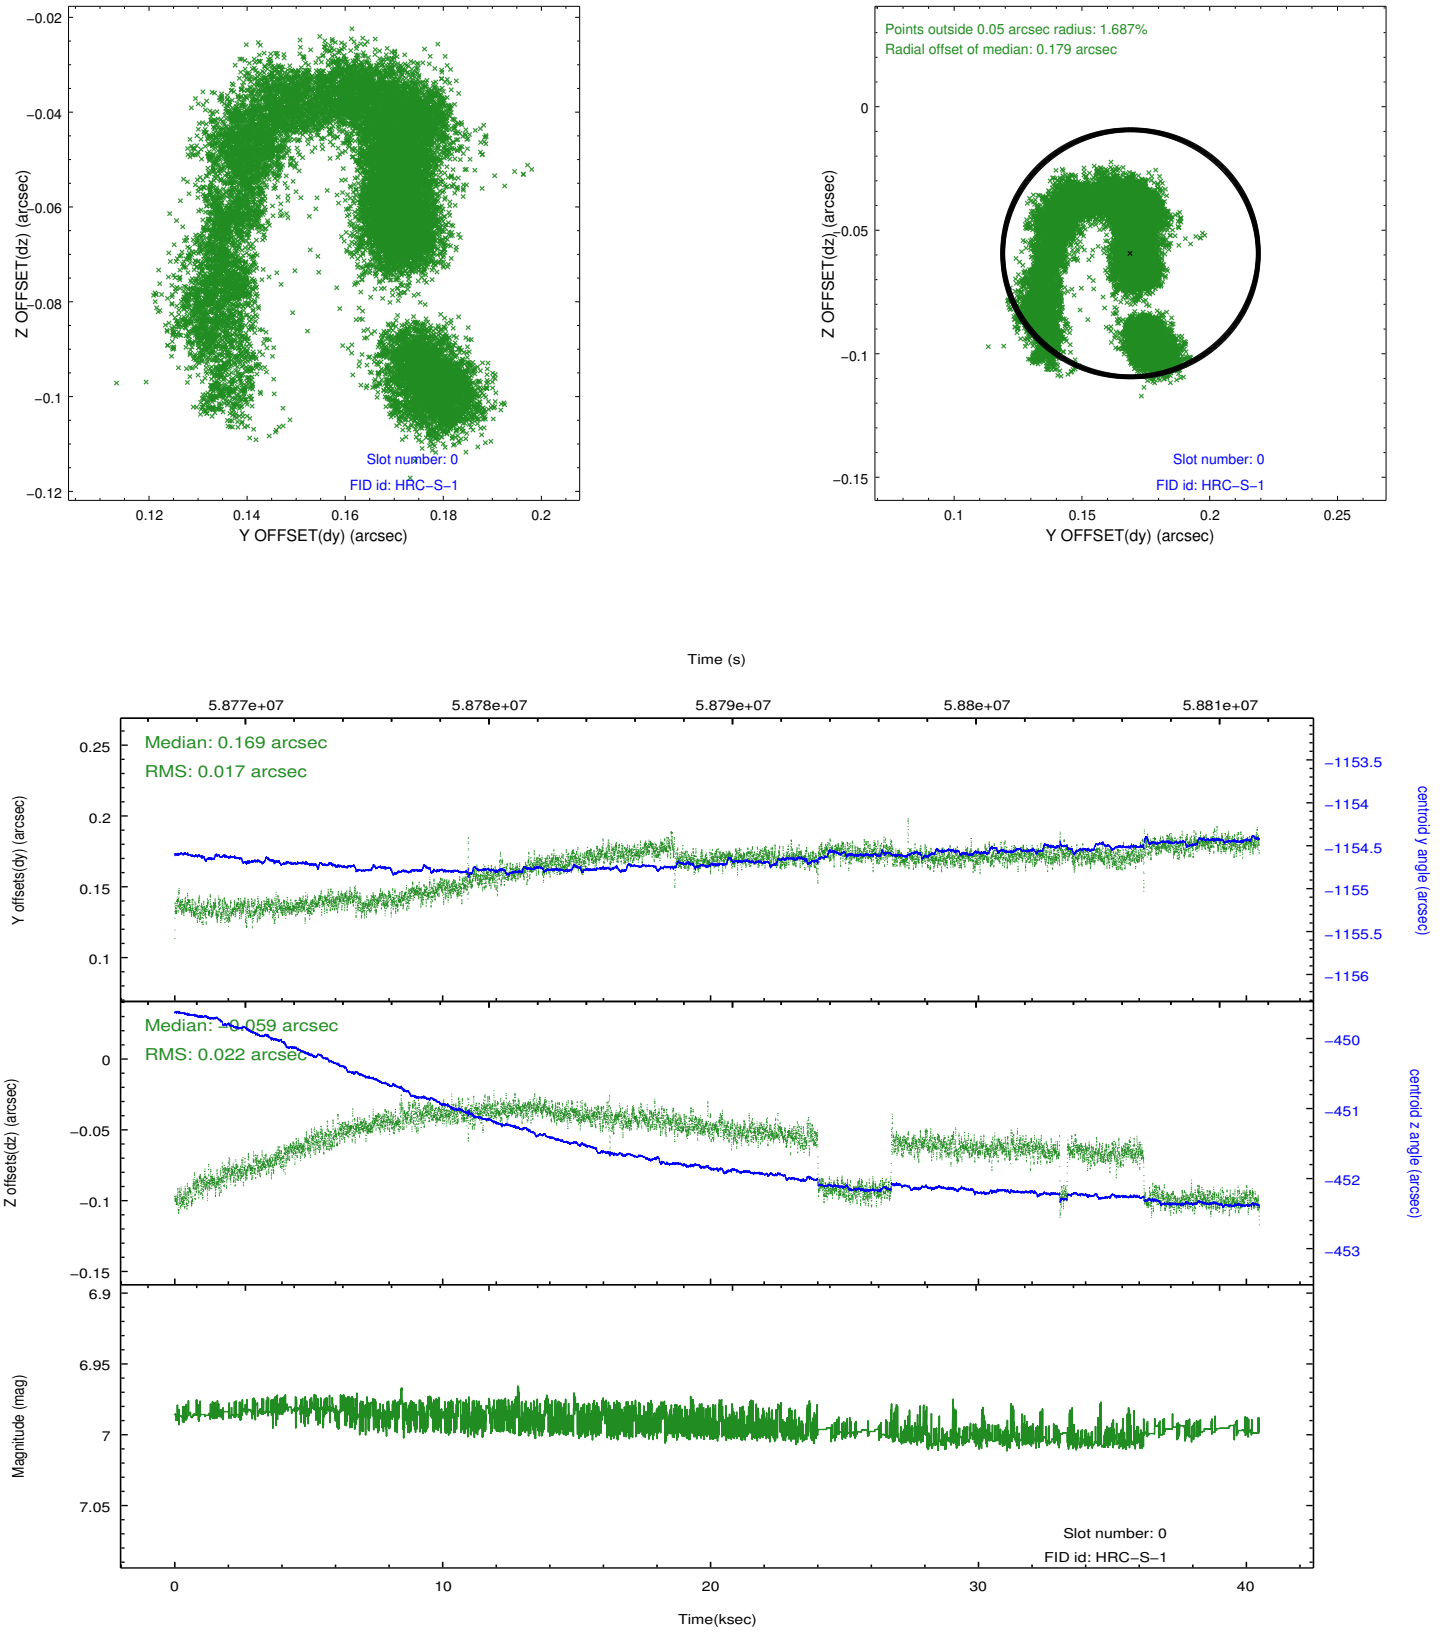 −0.02
−0.04
−0.06
−0.08
−0.1
−0.12
Z OFFSET(dz) (arcsec)
Slot number: 0
FID id: HRC−S−1
0.12 0.14 0.16 0.18 0.2
Y OFFSET(dy) (arcsec)
Points outside 0.05 arcsec radius: 1.687%
Radial offset of median: 0.179 arcsec
0
−0.05
−0.1
−0.15
Z OFFSET(dz) (arcsec)
Slot number: 0
FID id: HRC−S−1
0.1 0.15 0.2 0.25
Y OFFSET(dy) (arcsec)
Time (s)
5.877e+07 5.878e+07 5.879e+07 5.88e+07 5.881e+07
Median: 0.169 arcsec
RMS: 0.017 arcsec
0.25
0.2
0.15
0.1
Y offsets(dy) (arcsec)
−1153.5
−1154
−1154.5
−1155
−1155.5
−1156
centroid y angle (arcsec)
Median: −0.059 arcsec
RMS: 0.022 arcsec
0
−0.05
−0.1
−0.15
Z offsets(dz) (arcsec)
−450
−451
−452
−453
centroid z angle (arcsec)
6.9
6.95
7
7.05
Magnitude (mag)
Slot number: 0
FID id: HRC−S−1
0 10 20 30 40
Time(ksec)